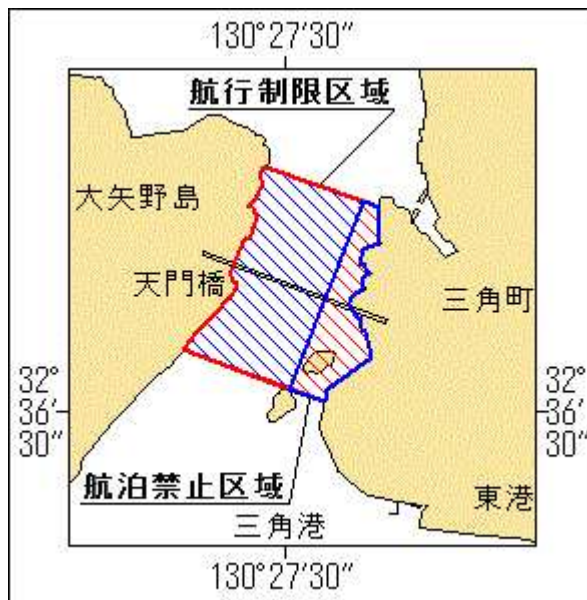 130°27′30″
航行制限区域
大矢野島
天門橋
三角町
32°
36′
30″
32°
36′
30″
航泊禁止区域
東港
三角港
130°27′30″